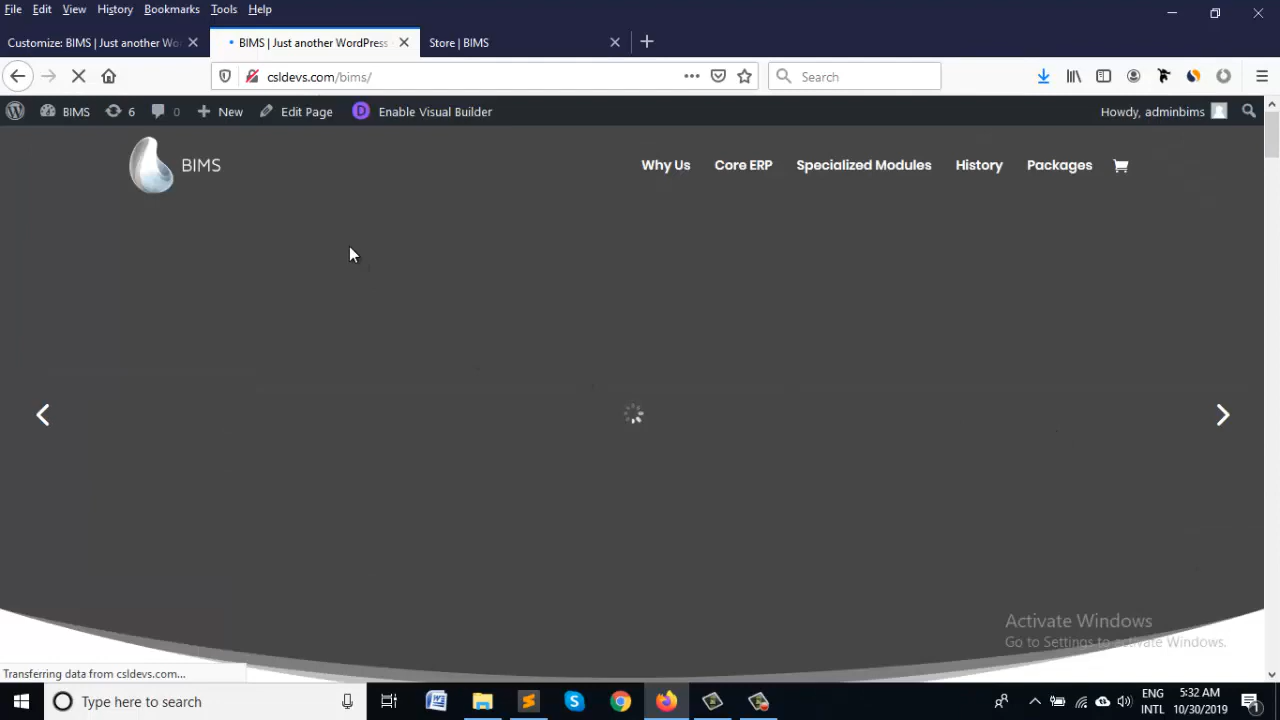 File Edit View History Bookmarks Tools Help
Customize: BIMS | Just another Wo
BIMS | Just another WordPress
Store | BIMS
csldevs.com/bims/
Search
BIMS 6 0 New Edit Page D Enable Visual Builder Howdy, adminbims
BIMS
Why Us Core ERP Specialized Modules History Packages
Activate Windows
Go to Settings to activate Windows.
Transferring data from csldevs.com...
Type here to search
ENG
INTL
5:32 AM
10/30/2019
1